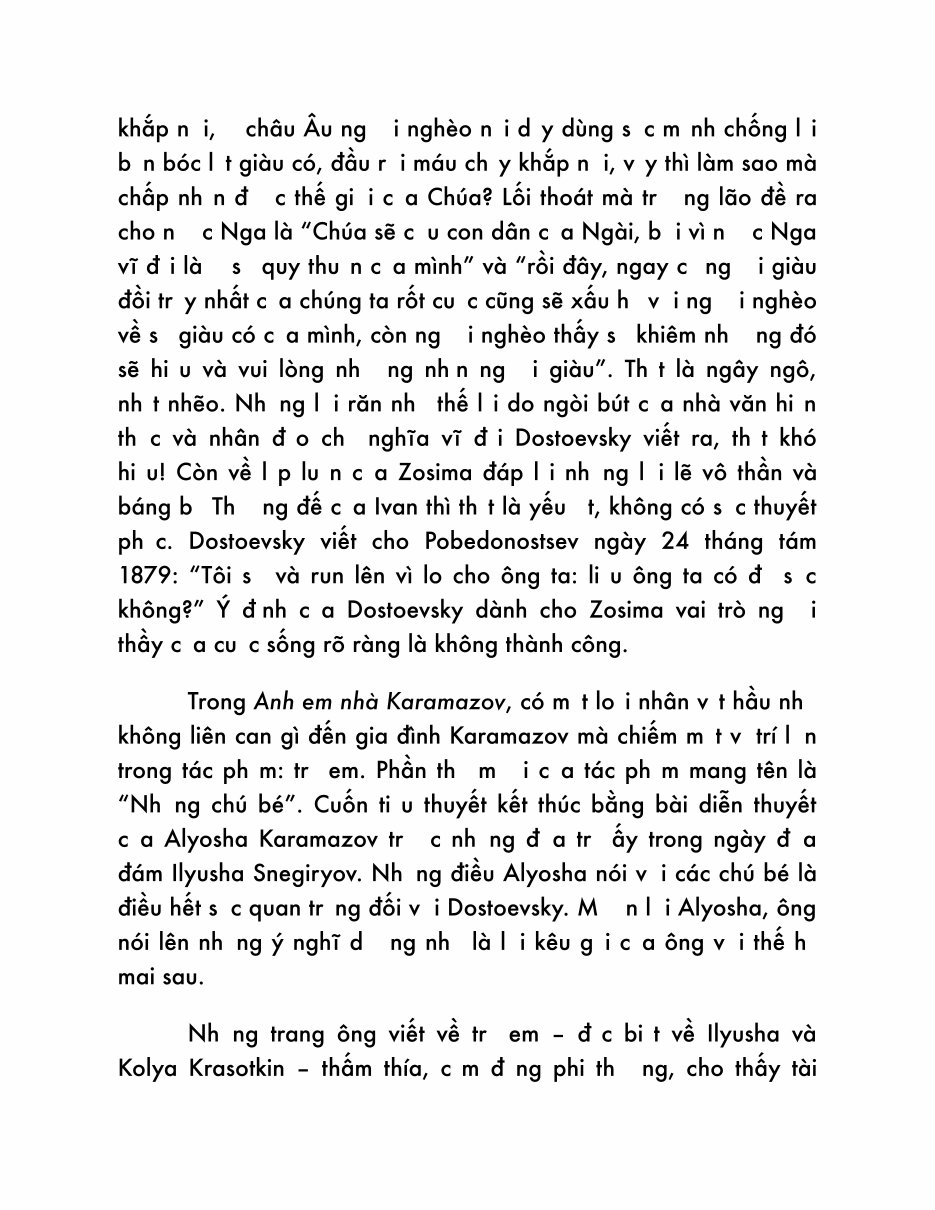 khắp n i, châu Âu ng i nghèo n i d y dùng s c m nh chống l i
b n bóc l t giàu có, đầu r i máu ch y khắp n i, v y thì làm sao mà
chấp nh n đ c thế gi i c a Chúa? Lối thoát mà tr ng lão đề ra
cho n c Nga là “Chúa sẽ c u con dân c a Ngài, b i vì n c Nga
vĩ đ i là s quy thu n c a mình” và “rồi đây, ngay c ng i giàu
đồi tr y nhất c a chúng ta rốt cu c cũng sẽ xấu h v i ng i nghèo
về s giàu có c a mình, còn ng i nghèo thấy s khiêm nh ng đó
sẽ hi u và vui lòng nh ng nh n ng i giàu”. Th t là ngây ngô,
nh t nhẽo. Nh ng l i răn nh thế l i do ngòi bút c a nhà văn hi n
th c và nhân đ o ch nghĩa vĩ đ i Dostoevsky viết ra, th t khó
hi u! Còn về l p lu n c a Zosima đáp l i nh ng l i lẽ vô thần và
báng b Th ng đế c a Ivan thì th t là yếu t, không có s c thuyết
ph c. Dostoevsky viết cho Pobedonostsev ngày 24 tháng tám
1879: “Tôi s và run lên vì lo cho ông ta: li u ông ta có đ s c
không?” Ý đ nh c a Dostoevsky dành cho Zosima vai trò ng i
thầy c a cu c sống rõ ràng là không thành công.
Trong Anh em nhà Karamazov, có m t lo i nhân v t hầu nh
không liên can gì đến gia đình Karamazov mà chiếm m t v trí l n
trong tác ph m: tr em. Phần th m i c a tác ph m mang tên là
“Nh ng chú bé”. Cuốn ti u thuyết kết thúc bằng bài diễn thuyết
c a Alyosha Karamazov tr c nh ng đ a tr ấy trong ngày đ a
đám Ilyusha Snegiryov. Nh ng điều Alyosha nói v i các chú bé là
điều hết s c quan tr ng đối v i Dostoevsky. M n l i Alyosha, ông
nói lên nh ng ý nghĩ d ng nh là l i kêu g i c a ông v i thế h
mai sau.
Nh ng trang ông viết về tr em – đ c bi t về Ilyusha và
Kolya Krasotkin – thấm thía, c m đ ng phi th ng, cho thấy tài